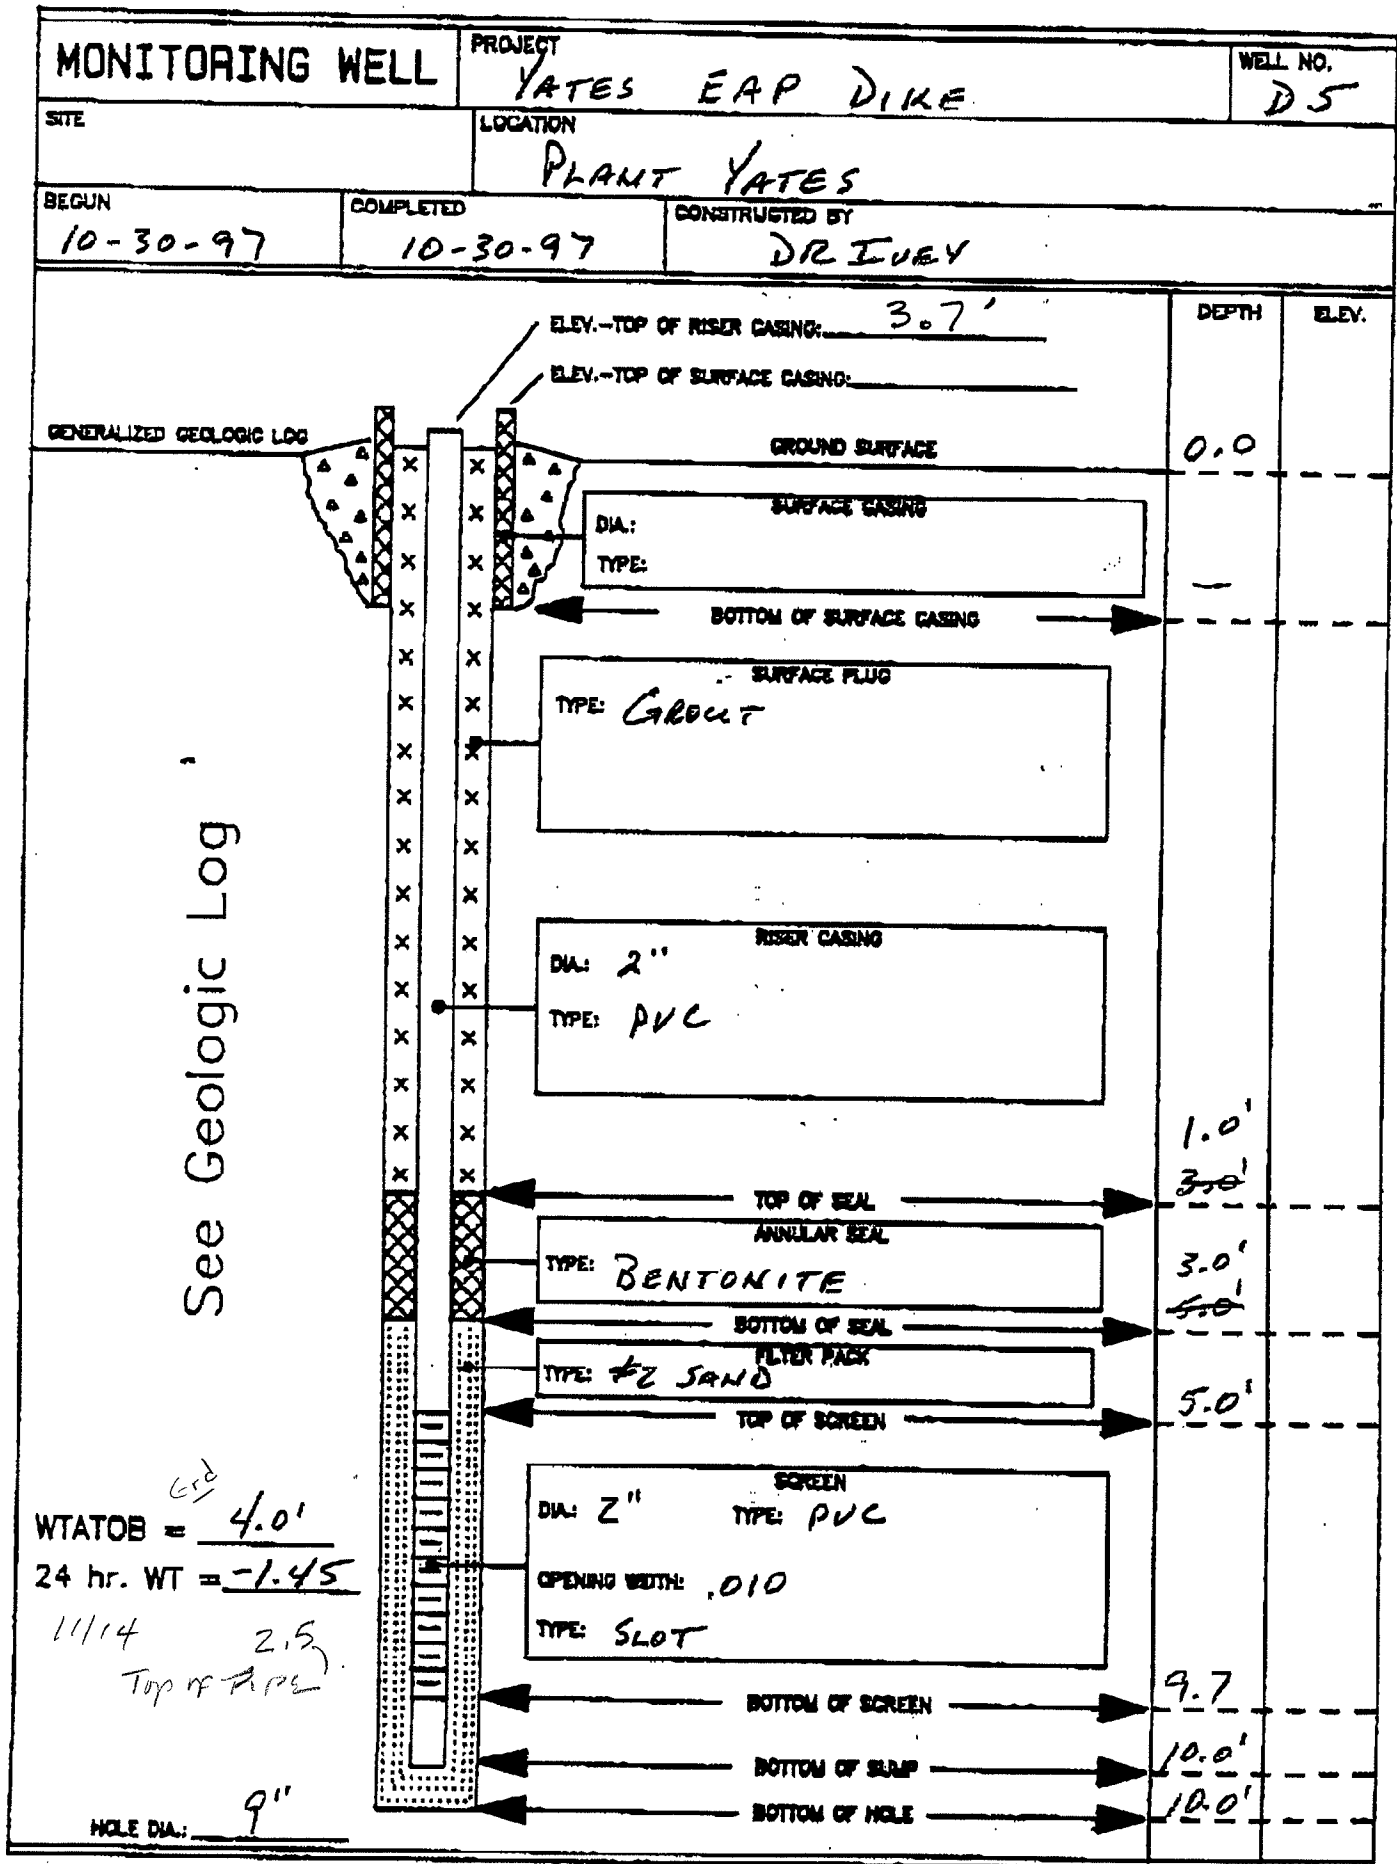 MONITORING WELL
PROJECT
YATES EAP DIKE
WELL NO.
D5
SITE
LOCATION
PLANT YATES
BEGUN
10-30-97
COMPLETED
10-30-97
CONSTRUCTED BY
DR IVEY
DEPTH
ELEV.
ELEV.-TOP OF RISER CASING: 3.7'
ELEV.-TOP OF SURFACE CASING:
GENERALIZED GEOLOGIC LOG
GROUND SURFACE
0.0
SURFACE CASING
DIA.:
TYPE:
—
BOTTOM OF SURFACE CASING
SURFACE PLUG
TYPE: GROUT
See Geologic Log
RISER CASING
DIA.: 2"
TYPE: PVC
1.0'
3.0'
TOP OF SEAL
ANNULAR SEAL
TYPE: BENTONITE
3.0'
5.0'
BOTTOM OF SEAL
FILTER PACK
TYPE: #2 SAND
5.0'
TOP OF SCREEN
SCREEN
DIA.: 2" TYPE: PVC
OPENING WIDTH: .010
TYPE: SLOT
WTATOB = 4.0'
24 hr. WT = -1.45
11/14 2.5
Top of PIPE
9.7
BOTTOM OF SCREEN
10.0'
BOTTOM OF SUMP
10.0'
BOTTOM OF HOLE
HOLE DIA.: 9"